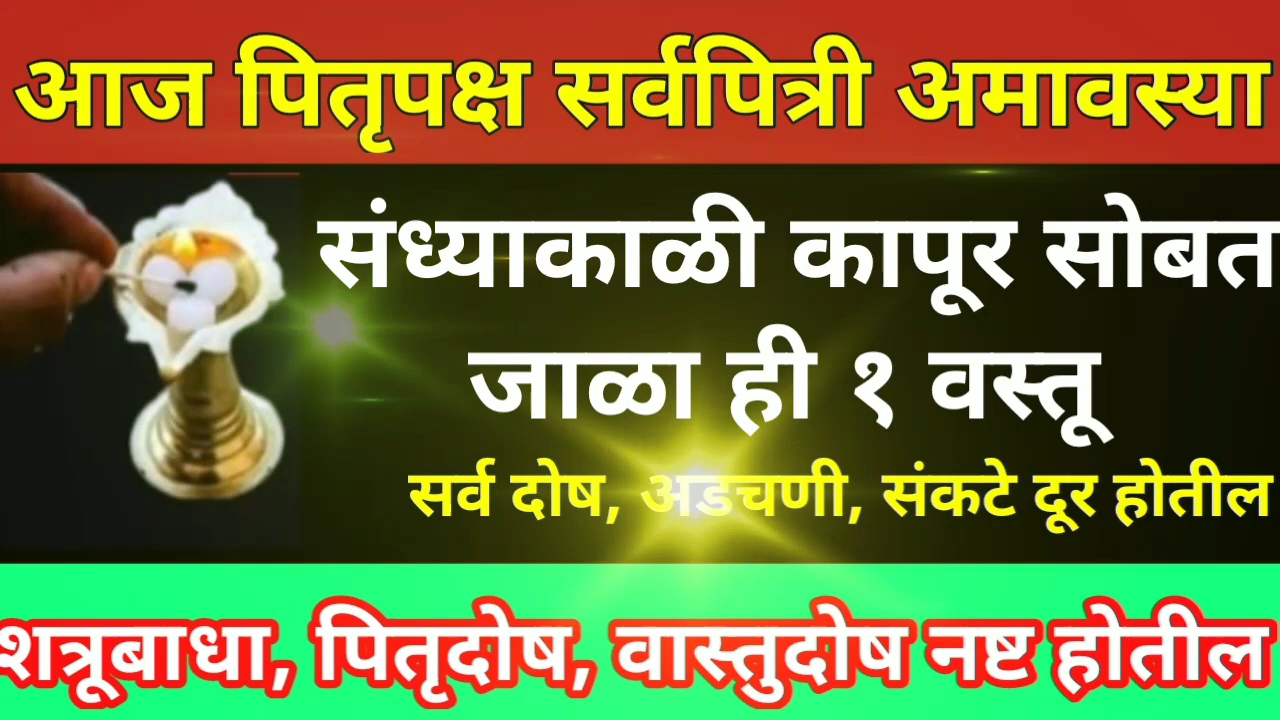 आज पितृपक्ष सर्वपित्री अमावस्या
संध्याकाळी कापूर सोबत
जाळा ही १ वस्तू
सर्व दोष, अडचणी, संकटे दूर होतील
शत्रूबाधा, पितृदोष, वास्तुदोष नष्ट होतील